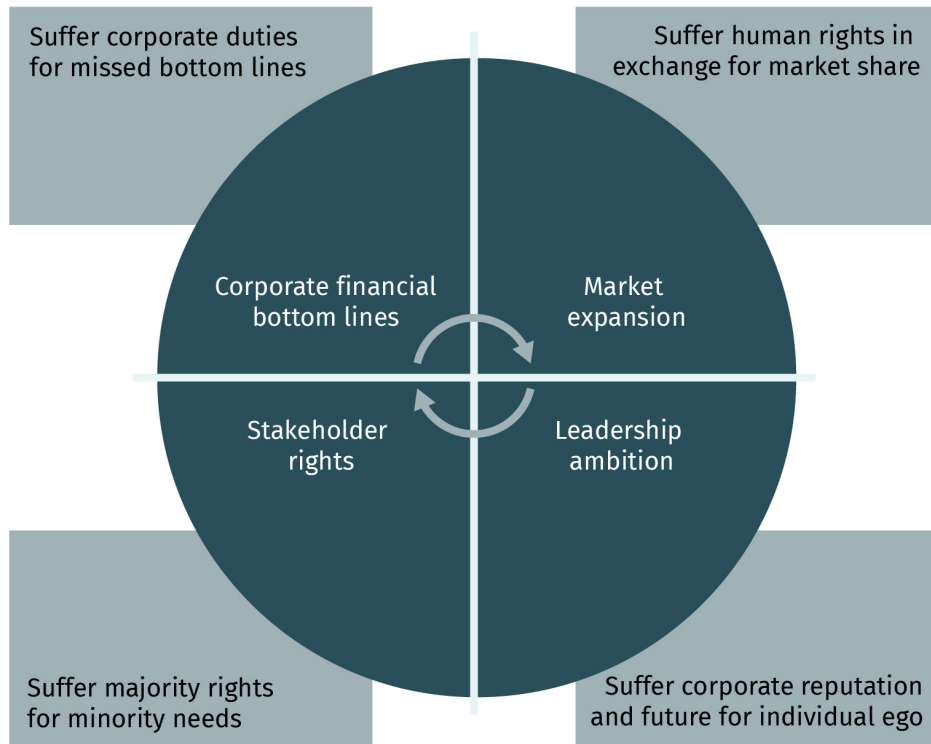 Suffer corporate duties
for missed bottom lines
Suffer human rights in
exchange for market share
Corporate financial
bottom lines
Market
expansion
Stakeholder
rights
Leadership
ambition
Suffer majority rights
for minority needs
Suffer corporate reputation
and future for individual ego